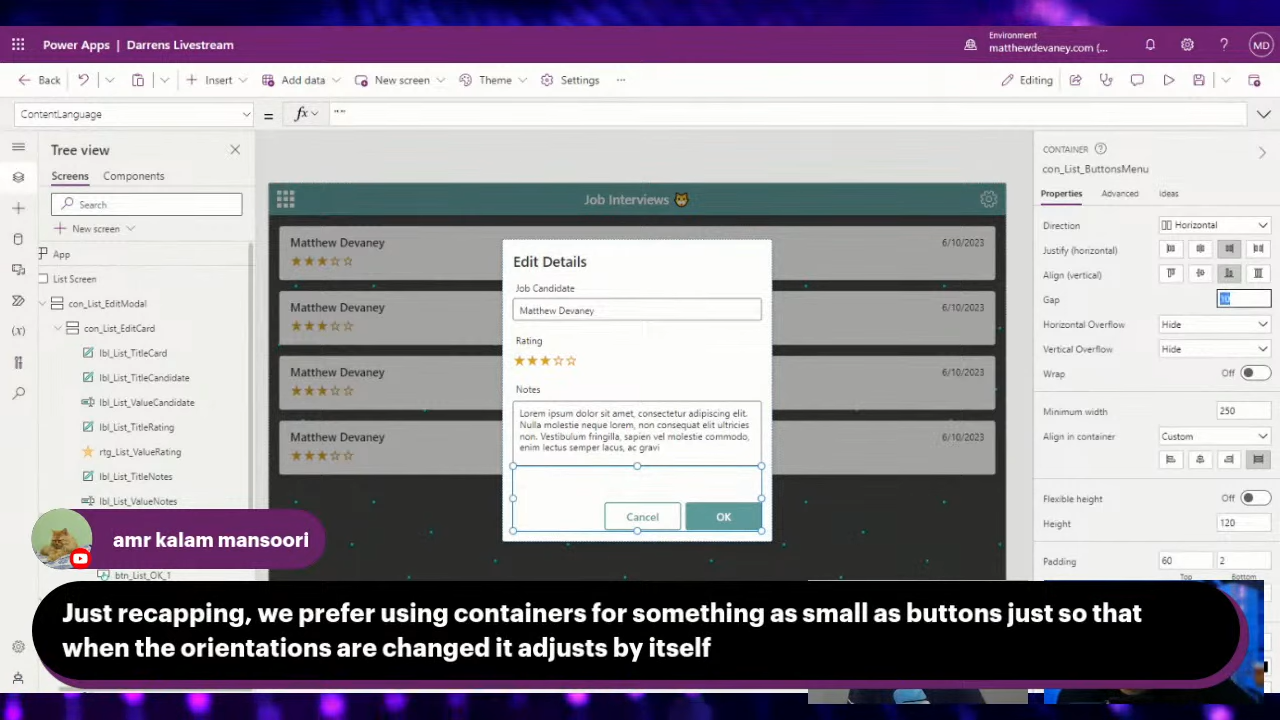 Power Apps | Darrens Livestream
Environment
matthewdevaney.com (...
MD
Back
Insert
Add data
New screen
Theme
Settings
...
Editing
ContentLanguage
=
fx
""
Tree view
Screens
Components
Search
New screen
App
List Screen
con_List_EditModal
con_List_EditCard
lbl_List_TitleCard
lbl_List_TitleCandidate
lbl_List_ValueCandidate
lbl_List_TitleRating
rtg_List_ValueRating
lbl_List_TitleNotes
lbl_List_ValueNotes
btn_List_OK_1
Job Interviews
Matthew Devaney
6/10/2023
Matthew Devaney
Matthew Devaney
Matthew Devaney
6/10/2023
Edit Details
Job Candidate
Matthew Devaney
Rating
Notes
Lorem ipsum dolor sit amet, consectetur adipiscing elit.
Nulla molestie neque lorem, non consequat elit ultricies
non. Vestibulum fringilla, sapien vel molestie commodo,
enim lectus semper lacus, ac gravi
Cancel
OK
6/10/2023
6/10/2023
CONTAINER
con_List_ButtonsMenu
Properties
Advanced
Ideas
Direction
Horizontal
Justify (horizontal)
Align (vertical)
Gap
Horizontal Overflow
Hide
Vertical Overflow
Hide
Wrap
Off
Minimum width
250
Align in container
Custom
Flexible height
Off
Height
120
Padding
60
2
Top
Bottom
amr kalam mansoori
Just recapping, we prefer using containers for something as small as buttons just so that
when the orientations are changed it adjusts by itself